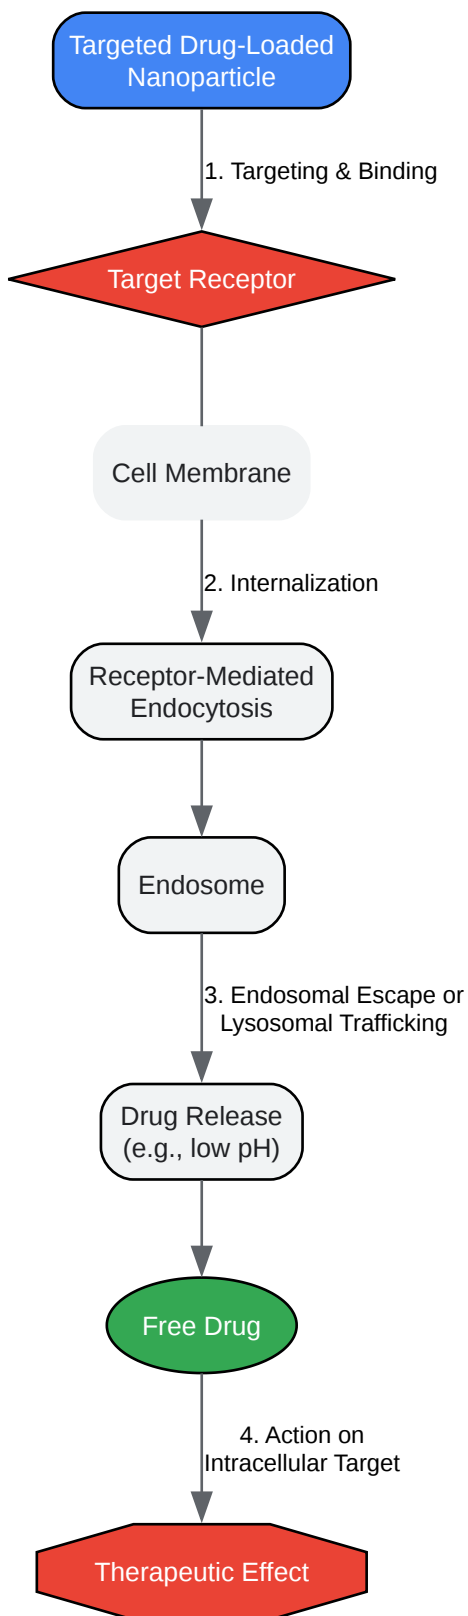 Targeted Drug-Loaded
Nanoparticle
1. Targeting & Binding
Target Receptor
Cell Membrane
2. Internalization
Receptor-Mediated
Endocytosis
Endosome
3. Endosomal Escape or
Lysosomal Trafficking
Drug Release
(e.g., low pH)
Free Drug
4. Action on
Intracellular Target
Therapeutic Effect